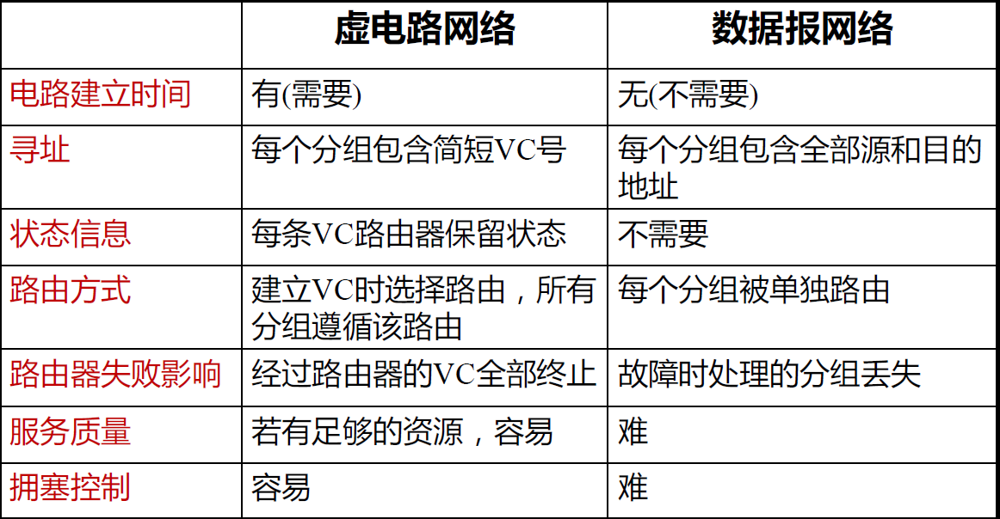 虚电路网络 数据报网络
电路建立时间 有(需要) 无(不需要)
寻址 每个分组包含简短VC号 每个分组包含全部源和目的
地址
状态信息 每条VC路由器保留状态 不需要
路由方式 建立VC时选择路由，所有 每个分组被单独路由
分组遵循该路由
路由器失败影响 经过路由器的VC全部终止 故障时处理的分组丢失
服务质量 若有足够的资源，容易 难
拥塞控制 容易 难